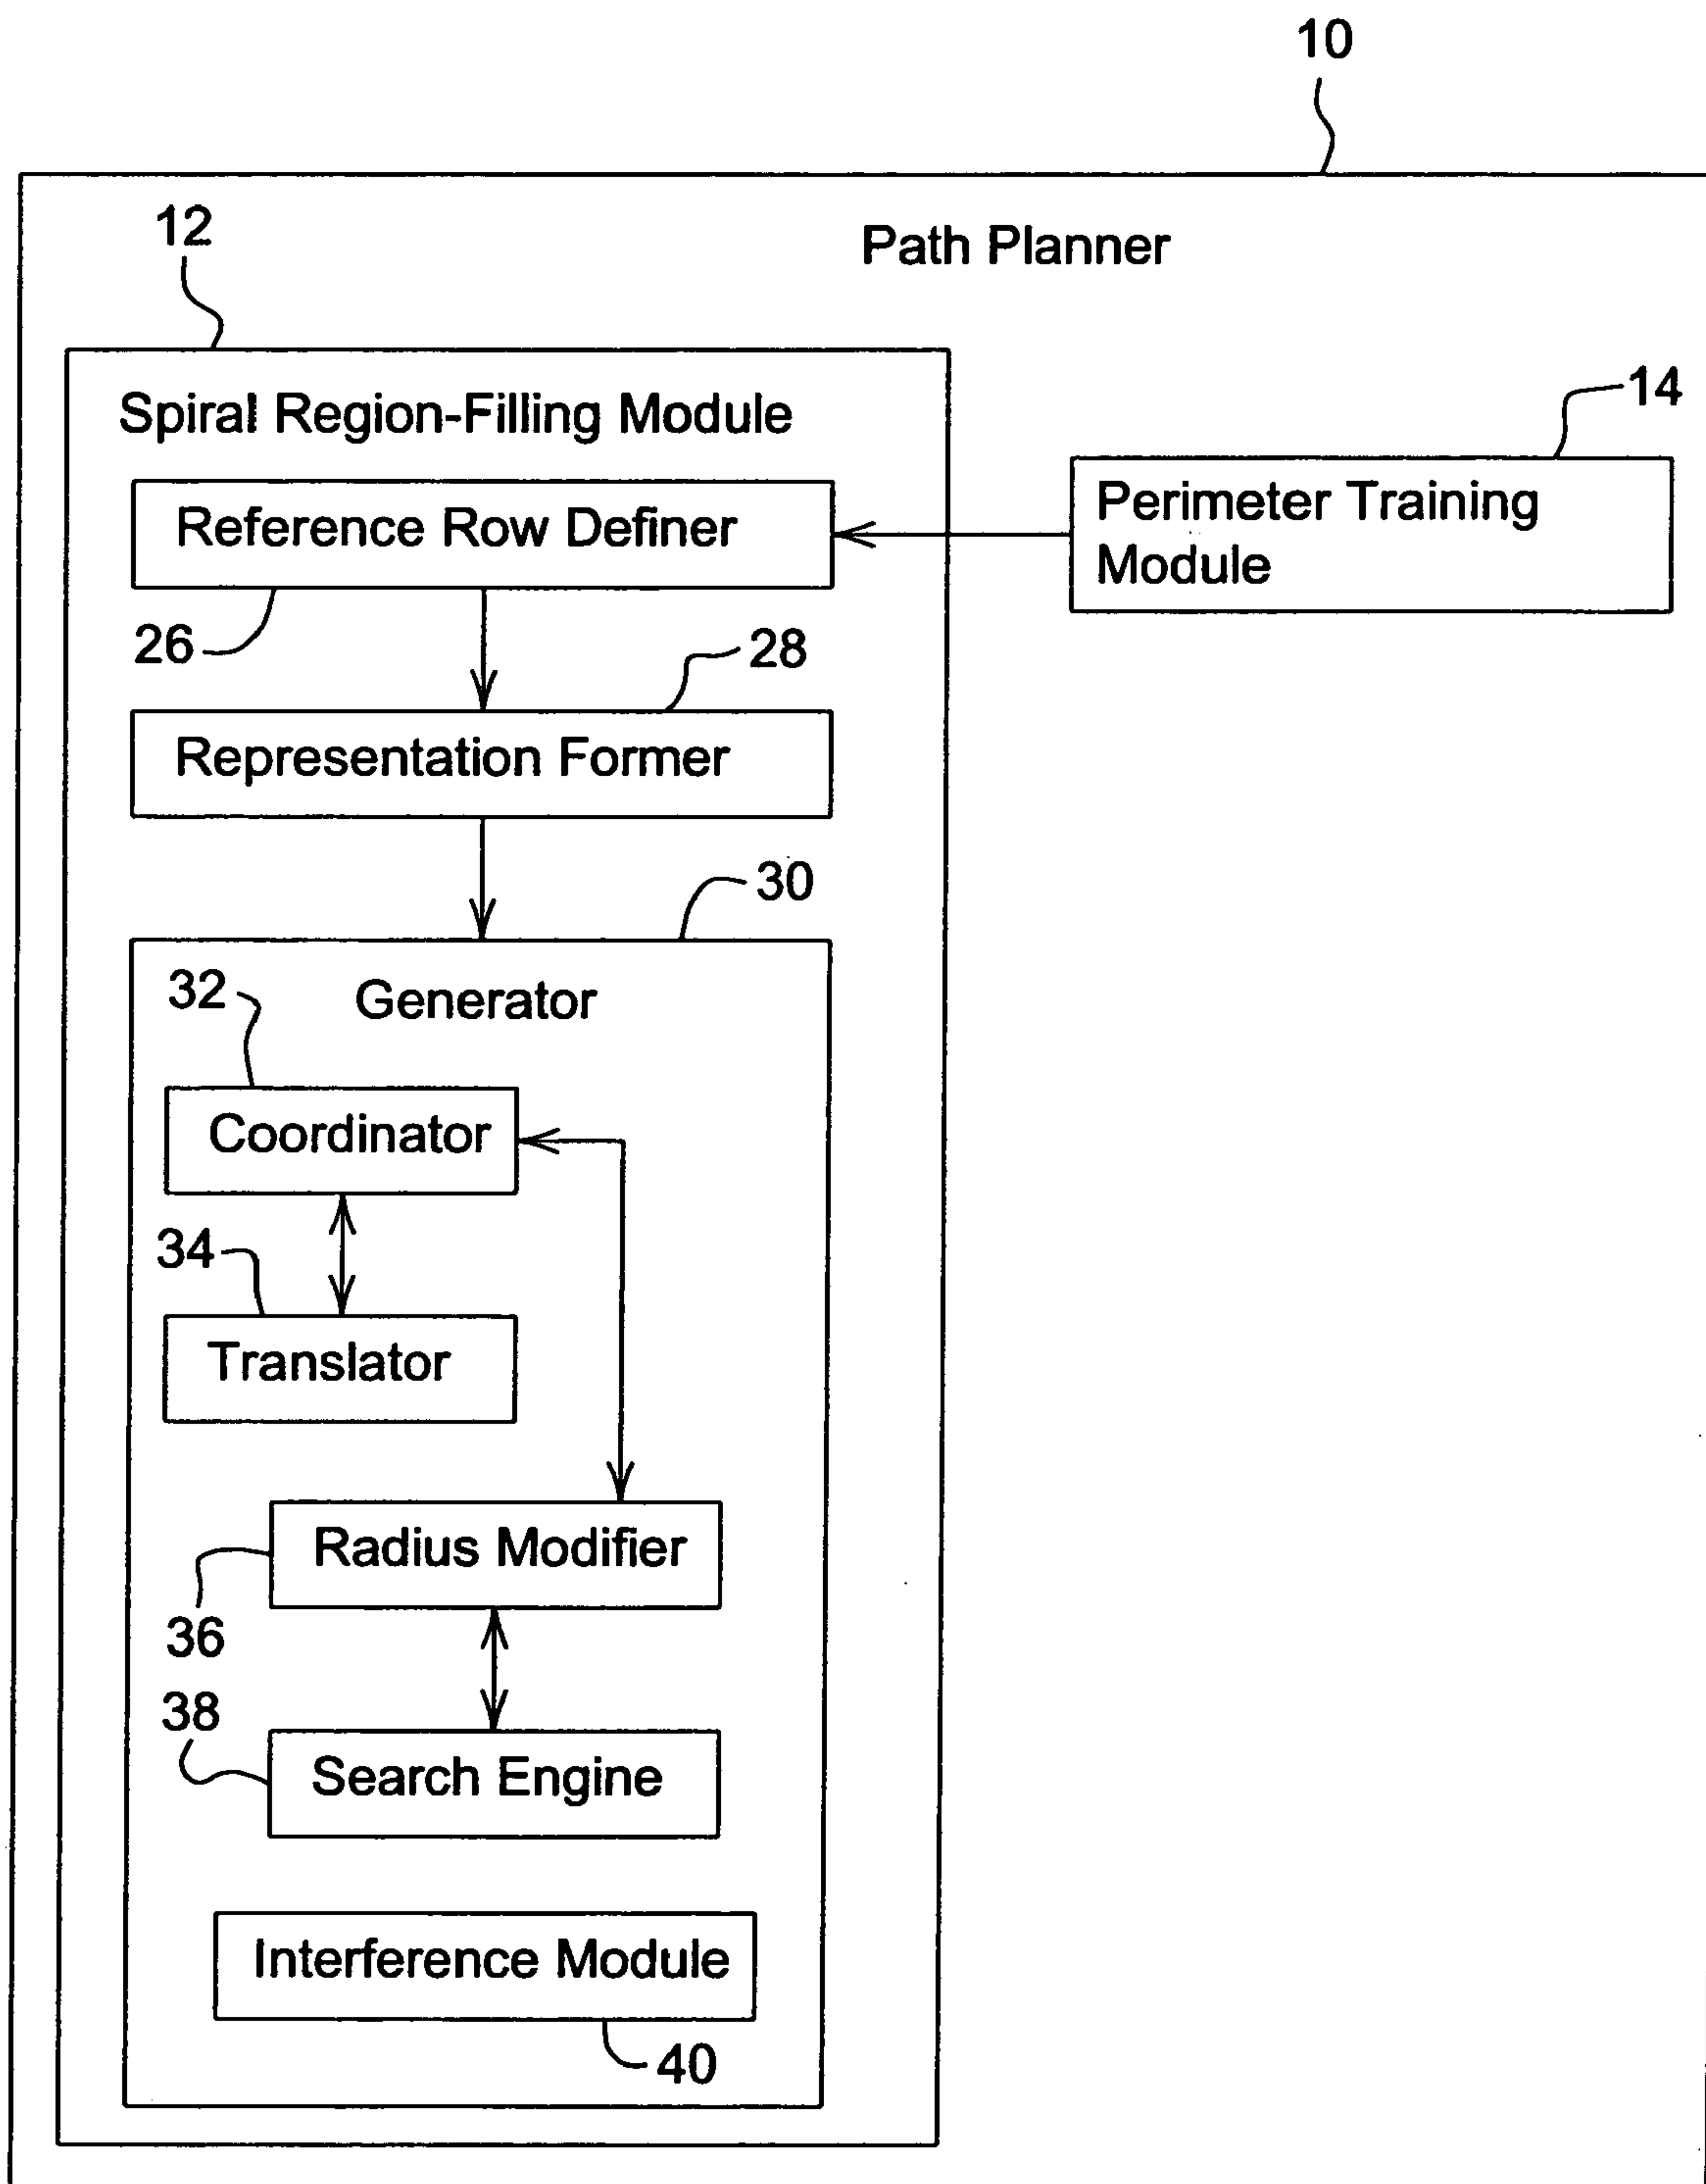 10
12
Path Planner
Spiral Region-Filling Module
14
Reference Row Definer
Perimeter Training
Module
26
28
Representation Former
30
32
Generator
Coordinator
34
Translator
Radius Modifier
36
38
Search Engine
Interference Module
40